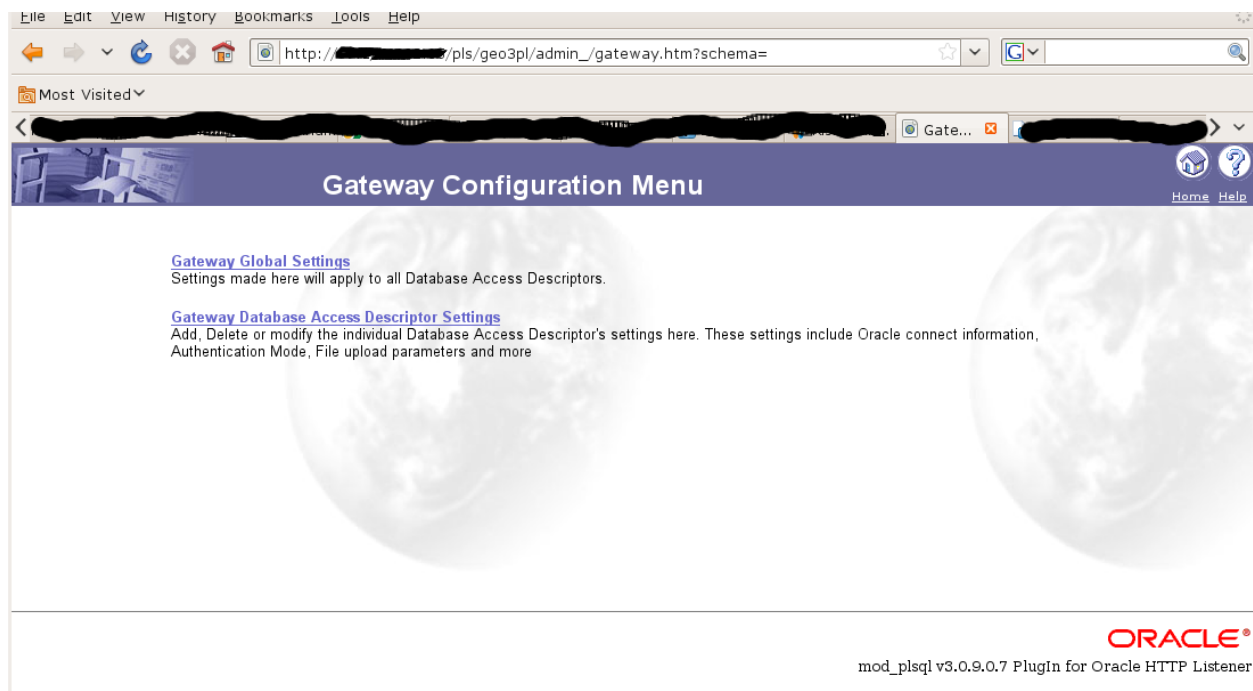 File Edit View History Bookmarks Tools Help
http:// /pls/geo3pl/admin_/gateway.htm?schema=
G
Most Visited
Gate...
Gateway Configuration Menu
Home Help
Gateway Global Settings
Settings made here will apply to all Database Access Descriptors.
Gateway Database Access Descriptor Settings
Add, Delete or modify the individual Database Access Descriptor's settings here. These settings include Oracle connect information,
Authentication Mode, File upload parameters and more
ORACLE®
mod_plsql v3.0.9.0.7 PlugIn for Oracle HTTP Listener